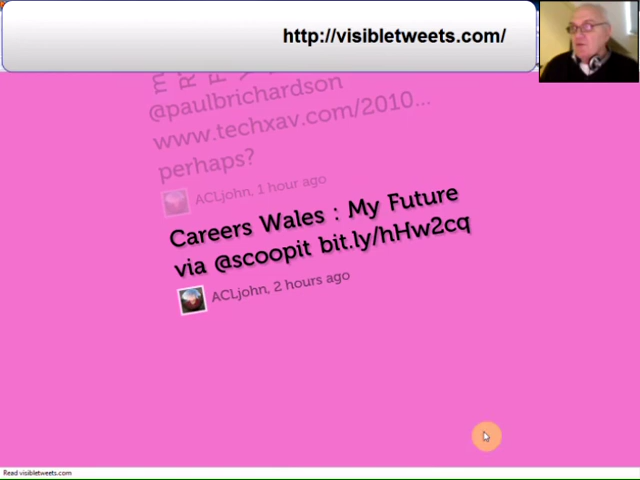 http://visibletweets.com/
@paulbrichardson
www.techxav.com/2010...
perhaps?
ACLjohn, 1 hour ago
Careers Wales : My Future
via @scoopit bit.ly/hHw2cq
ACLjohn, 2 hours ago
Read visibletweets.com